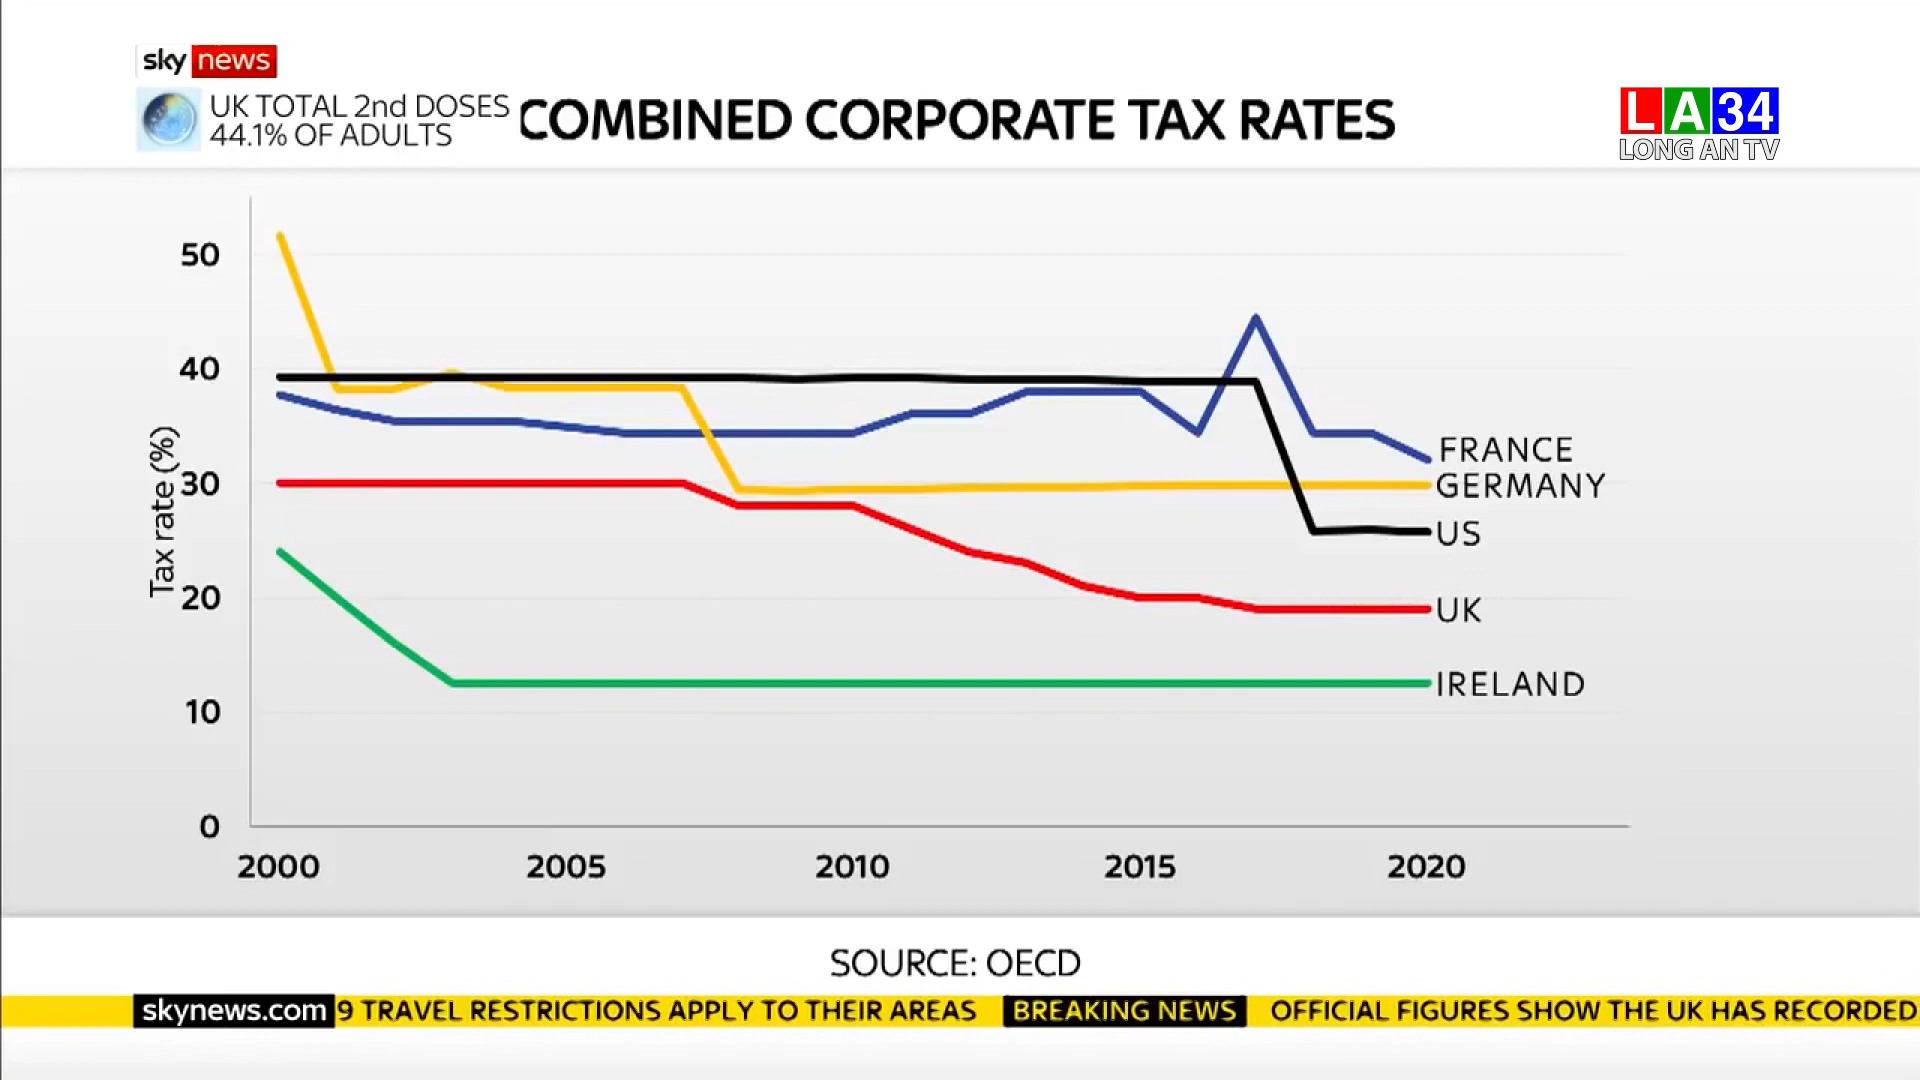 sky news
UK TOTAL 2nd DOSES
44.1% OF ADULTS
COMBINED CORPORATE TAX RATES
LA34
LONG AN TV
Tax rate (%)
50
40
30
20
10
0
FRANCE
GERMANY
US
UK
IRELAND
2000 2005 2010 2015 2020
SOURCE: OECD
skynews.com 9 TRAVEL RESTRICTIONS APPLY TO THEIR AREAS BREAKING NEWS OFFICIAL FIGURES SHOW THE UK HAS RECORDED